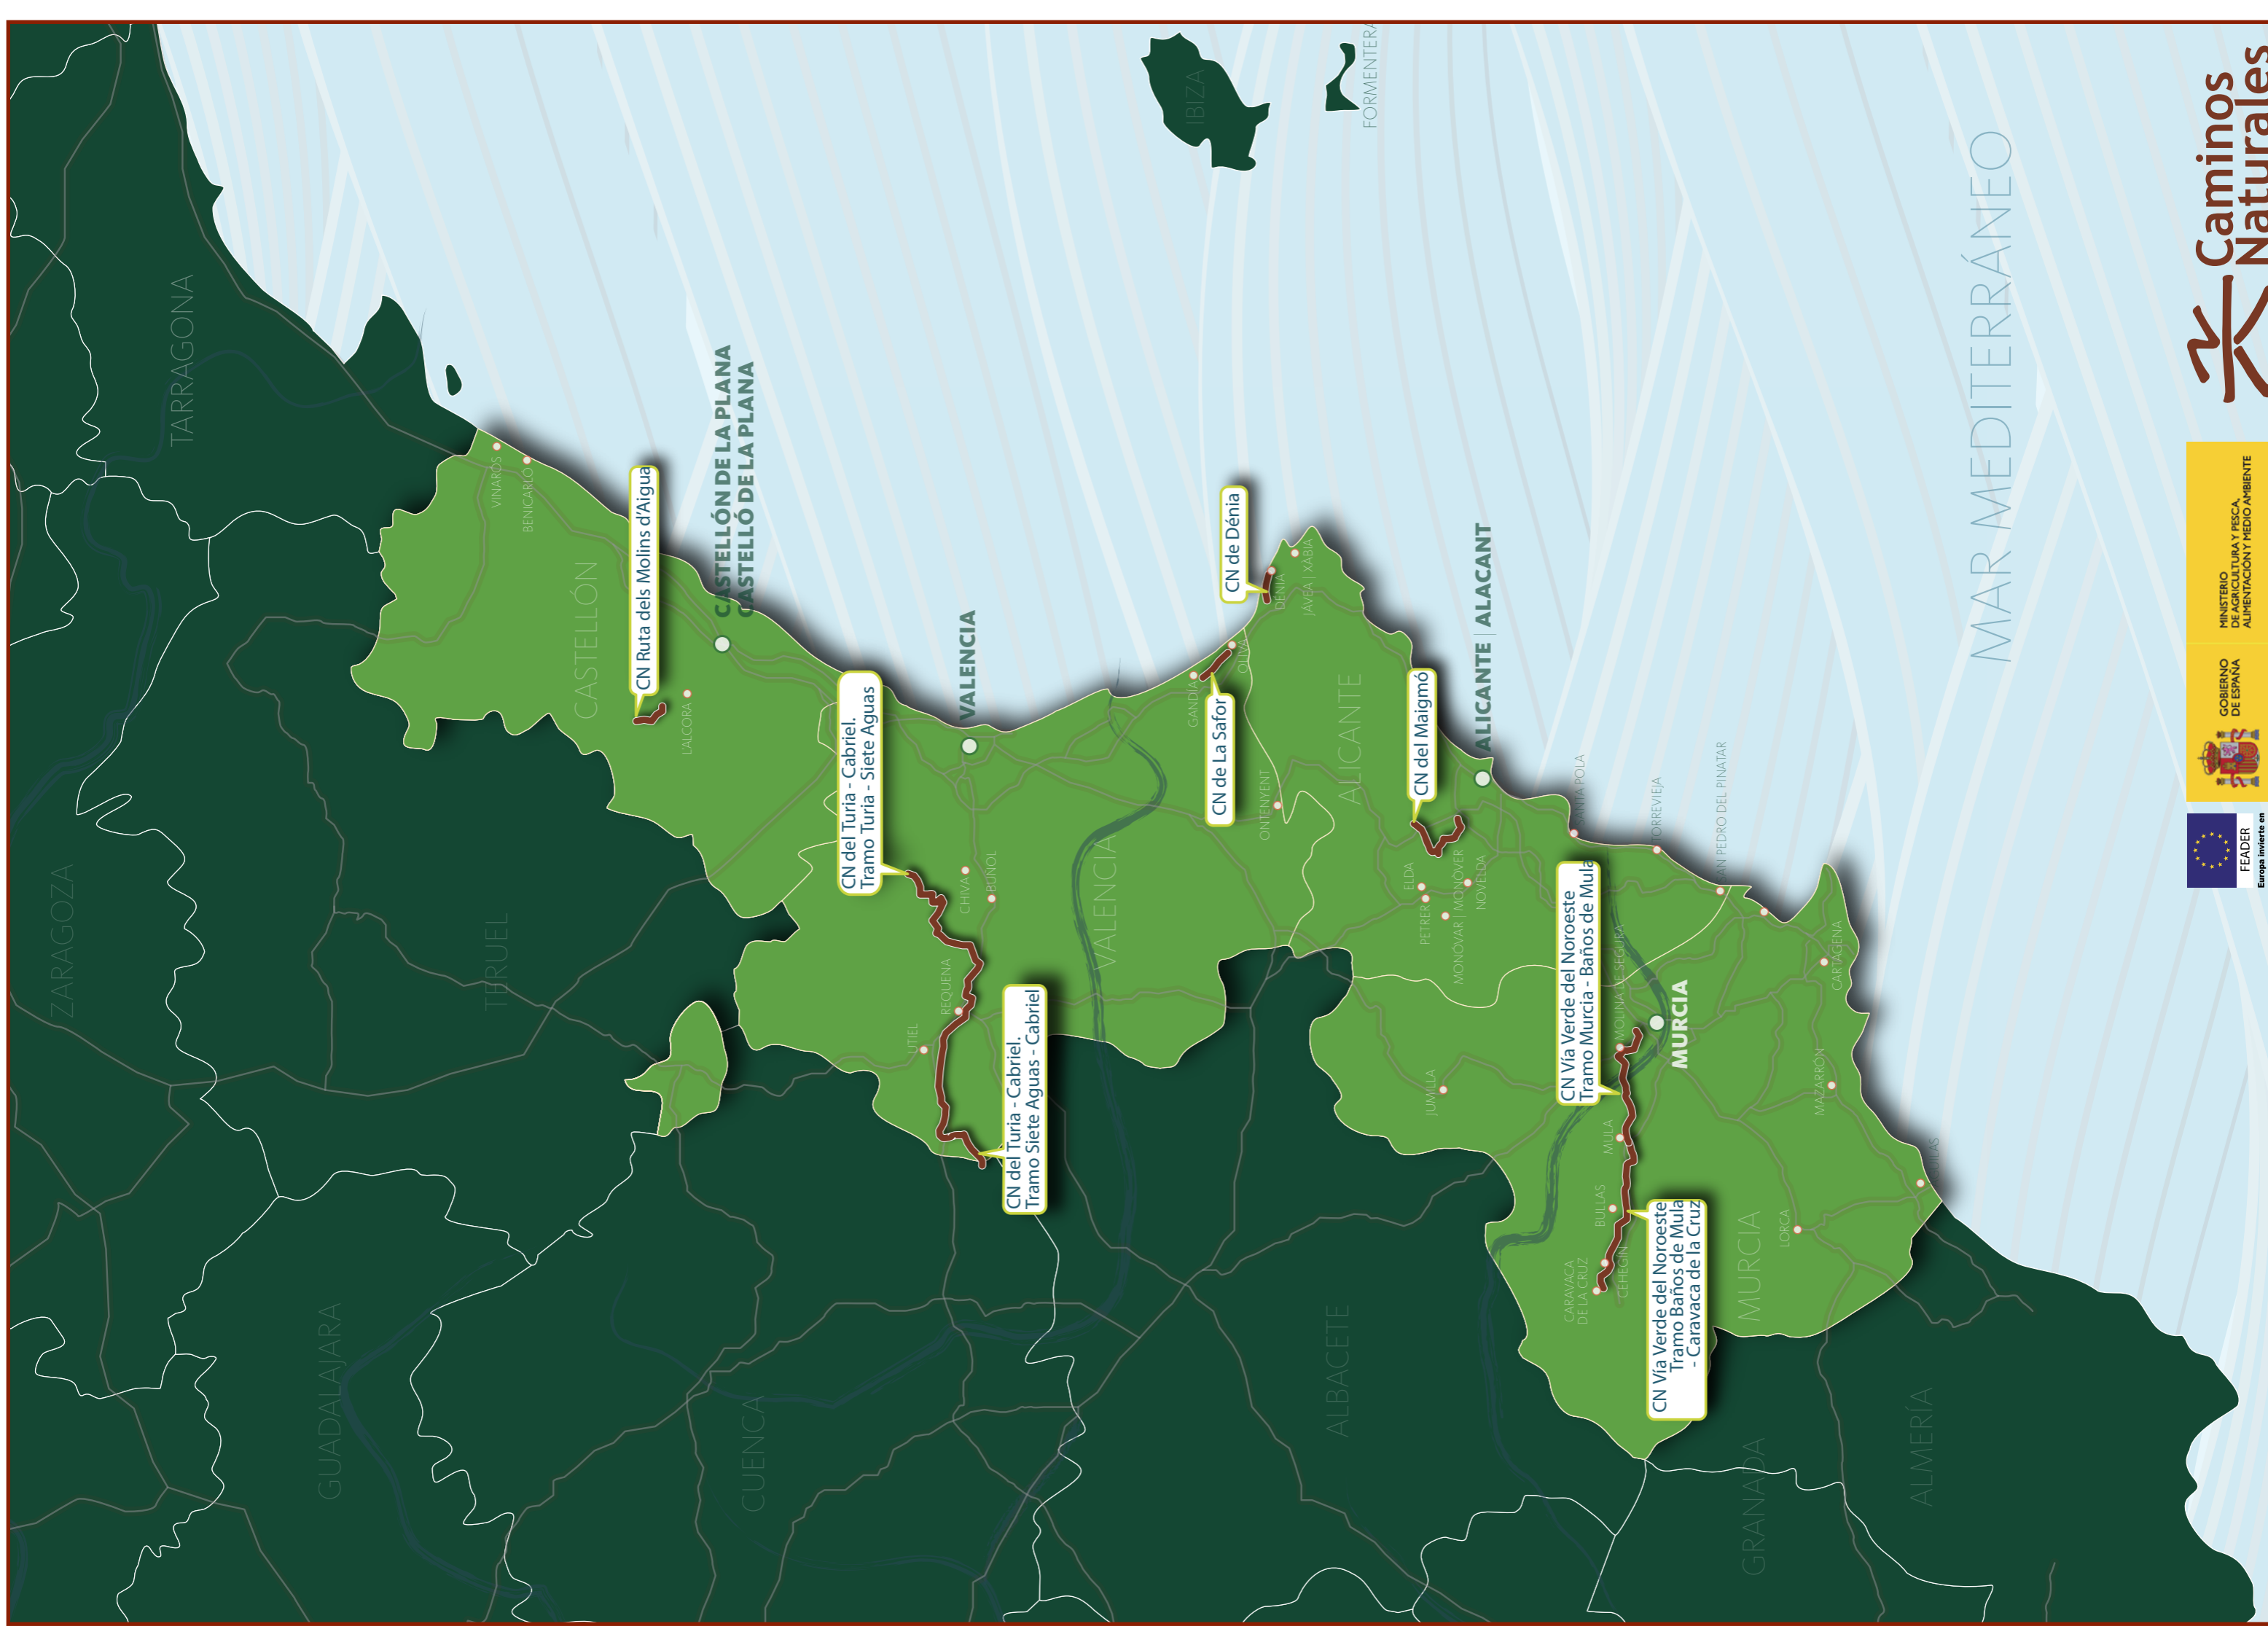 ZARAGOZA
TARRAGONA
TERUEL
GUADALAJARA
CUENCA
CASTELLÓN
VINARÒS
BENICARLÓ
CN Ruta dels Molins d'Aigua
L'ALCORA
CASTELLÓN DE LA PLANA
CASTELLÓ DE LA PLANA
CN del Turia - Cabriel.
Tramo Turia - Siete Aguas
VALENCIA
CHIVA
BUÑOL
REQUENA
UTIEL
CN del Turia - Cabriel.
Tramo Siete Aguas - Cabriel
VALENCIA
IBIZA
FORMENTERA
GANDÍA
OLIVA
CN de La Safor
CN de Dénia
DÉNIA
JÁVEA | XÀBIA
ONTENYENT
ALICANTE
CN del Maigmó
ALICANTE | ALACANT
ELDA
PETRER
MONÓVAR | MONÒVER
NOVELDA
SANTA POLA
TORREVIEJA
SAN PEDRO DEL PINATAR
ALBACETE
JUMILLA
CN Vía Verde del Noroeste
Tramo Murcia - Baños de Mula
MOLINA DE SEGURA
MURCIA
MULA
BULLAS
CEHEGÍN
CARAVACA
DE LA CRUZ
CN Vía Verde del Noroeste
Tramo Baños de Mula
- Caravaca de la Cruz
MURCIA
LORCA
MAZARRÓN
CARTAGENA
GRANADA
ALMERÍA
MAR MEDITERRÁNEO
FEADER
Europa invierte en
GOBIERNO
DE ESPAÑA
MINISTERIO
DE AGRICULTURA Y PESCA,
ALIMENTACIÓN Y MEDIO AMBIENTE
Caminos
Naturales